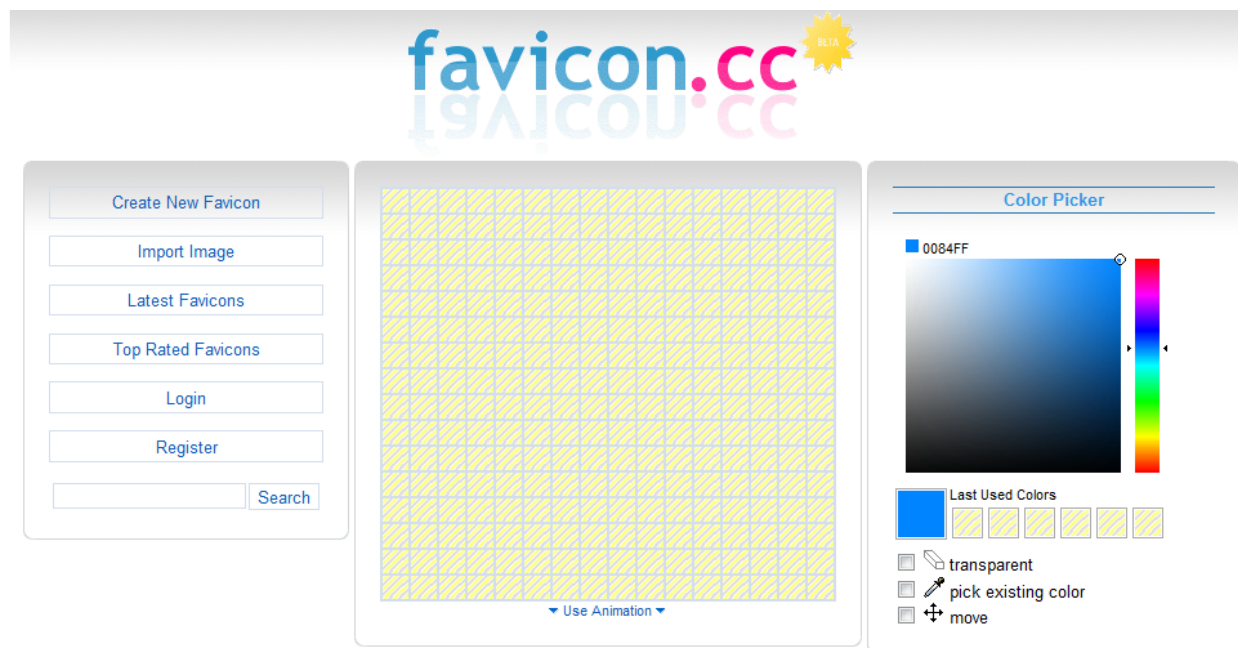 favicon.cc
BETA
Create New Favicon
Import Image
Latest Favicons
Top Rated Favicons
Login
Register
Search
Use Animation
Color Picker
0084FF
Last Used Colors
transparent
pick existing color
move